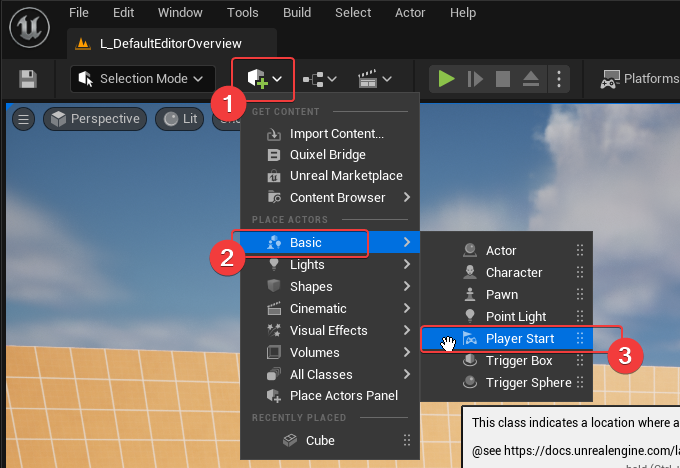 File Edit Window Tools Build Select Actor Help
L_DefaultEditorOverview
Selection Mode
Platforms
1
Perspective
Lit
GET CONTENT
Import Content...
Quixel Bridge
Unreal Marketplace
Content Browser
PLACE ACTORS
2
Basic
Lights
Shapes
Cinematic
Visual Effects
Volumes
All Classes
Place Actors Panel
RECENTLY PLACED
Cube
Actor
Character
Pawn
Point Light
Player Start
3
Trigger Box
Trigger Sphere
This class indicates a location where a
@see https://docs.unrealengine.com/la
hold (Ctrl